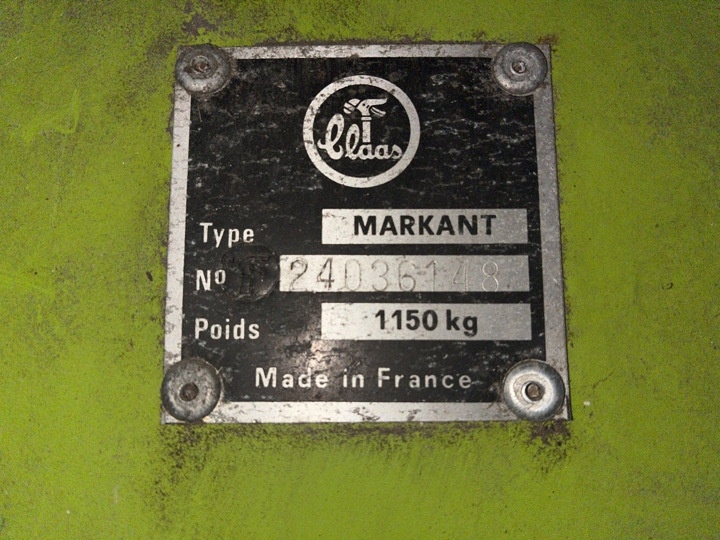 Claas
Type MARKANT
No 24036148
Poids 1150 kg
Made in France